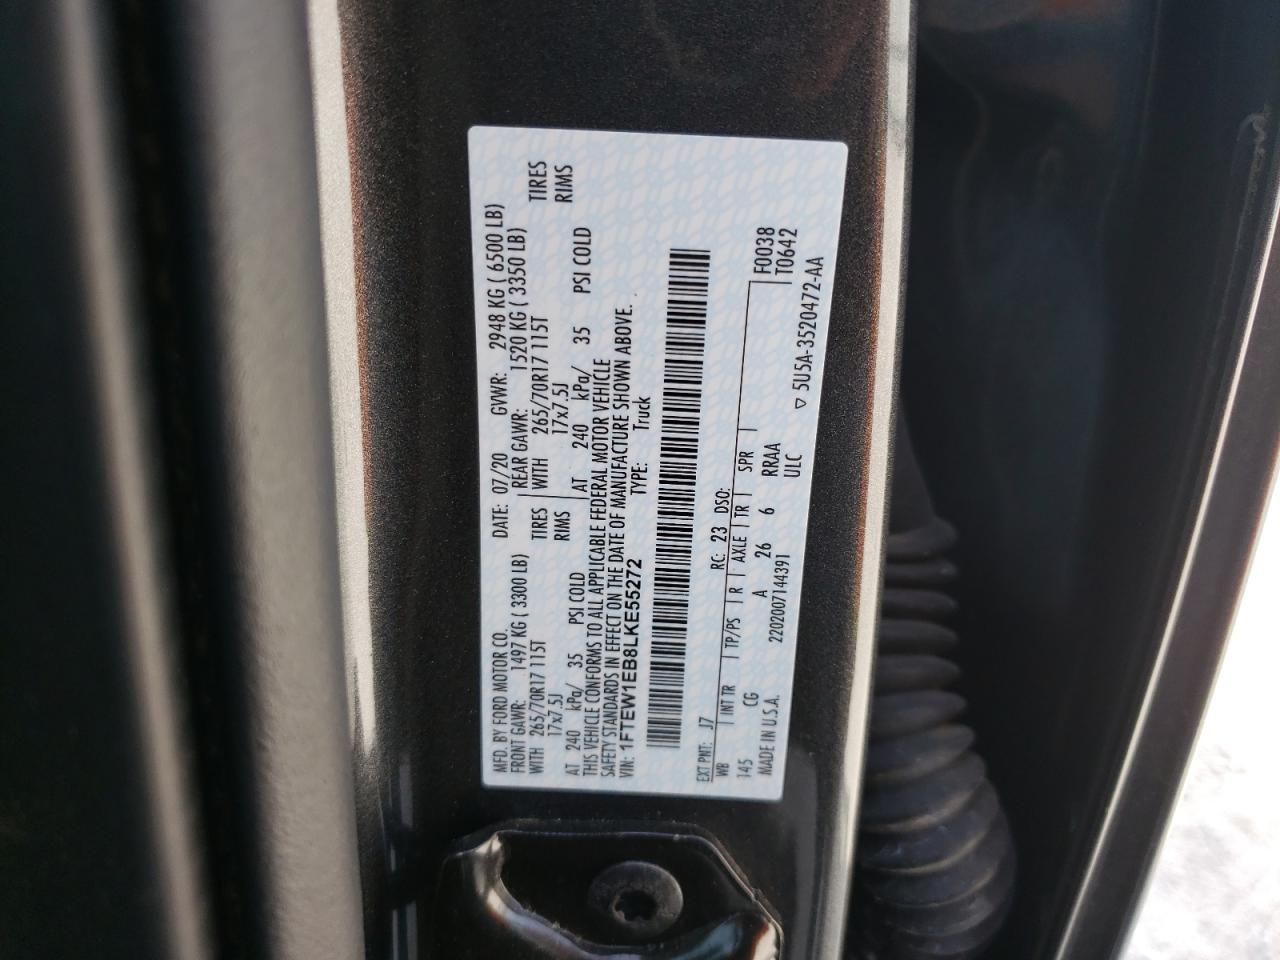 MFD. BY FORD MOTOR CO. DATE: 07/20 GVWR: 2948 KG ( 6500 LB)
FRONT GAWR: 1497 KG ( 3300 LB) REAR GAWR: 1520 KG ( 3350 LB)
WITH 265/70R17 115T TIRES WITH 265/70R17 115T TIRES
17x7.5J RIMS 17x7.5J RIMS
AT 240 kPa/ 35 PSI COLD AT 240 kPa/ 35 PSI COLD
THIS VEHICLE CONFORMS TO ALL APPLICABLE FEDERAL MOTOR VEHICLE
SAFETY STANDARDS IN EFFECT ON THE DATE OF MANUFACTURE SHOWN ABOVE.
VIN: 1FTEW1EB8LKE55272 TYPE: Truck
EXT PNT: J7 RC: 23 DSO:
WB INT TR TP/PS R AXLE TR SPR F0038
145 CG A 26 6 RRAA T0642
MADE IN U.S.A. 2202007144391 ULC ▽ 5U5A-3520472-AA